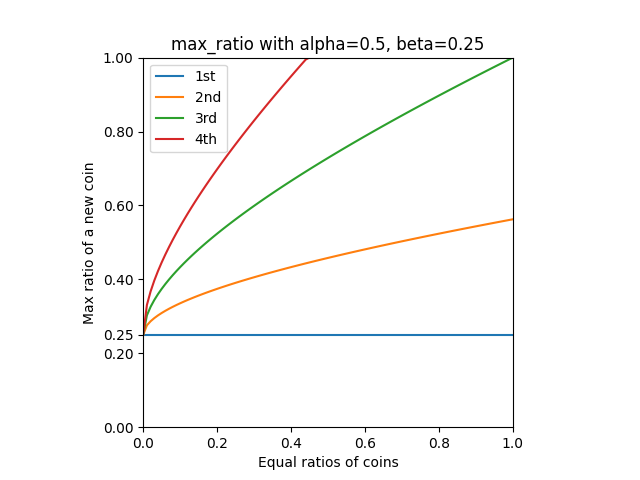 max_ratio with alpha=0.5, beta=0.25
1st
2nd
3rd
4th
Max ratio of a new coin
1.00
0.80
0.60
0.40
0.25
0.20
0.00
0.0 0.2 0.4 0.6 0.8 1.0
Equal ratios of coins